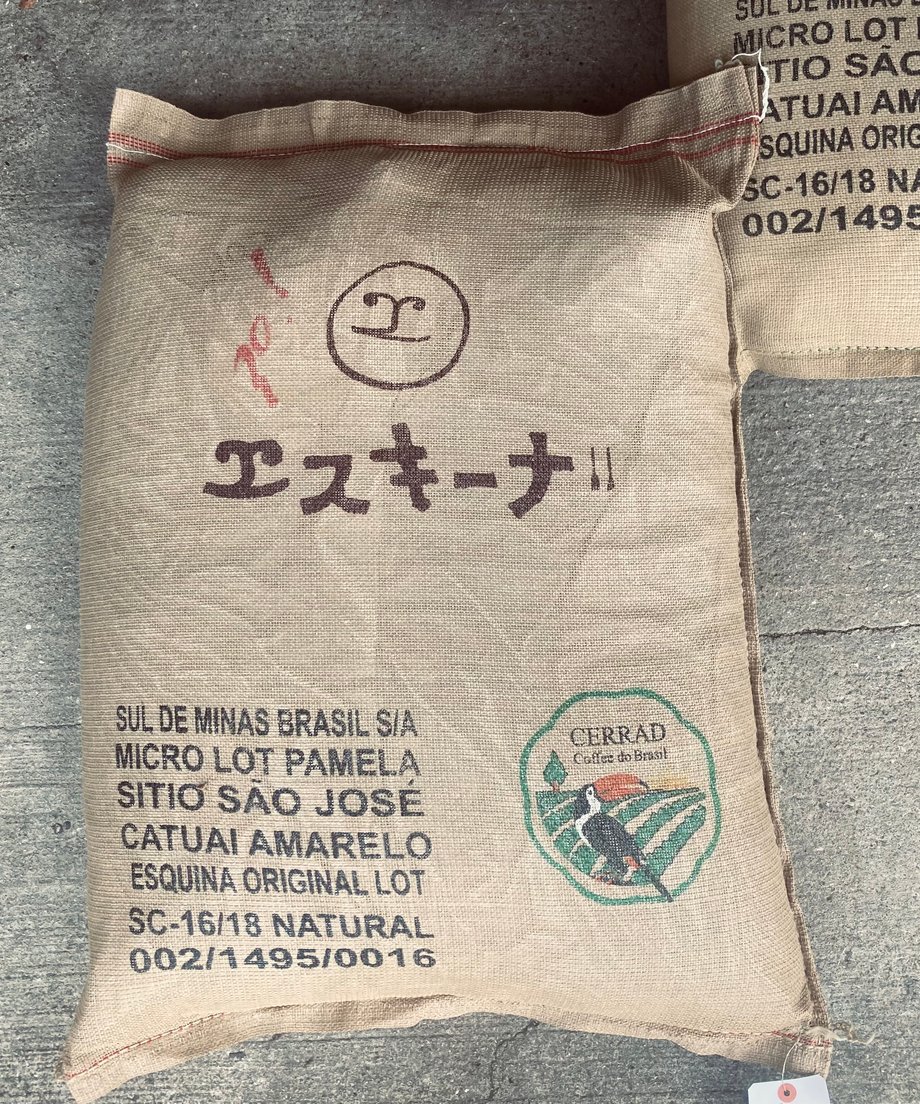 エ
エスキーナ!!
SUL DE MINAS BRASIL S/A
MICRO LOT PAMELA
SITIO SÃO JOSÉ
CATUAI AMARELO
ESQUINA ORIGINAL LOT
SC-16/18 NATURAL
002/1495/0016
CERRAD
Coffee do Brasil
SUL DE MINAS
MICRO LOT
SITIO SÃO
CATUAI AM
ESQUINA ORIG
SC-16/18 NA
002/1495